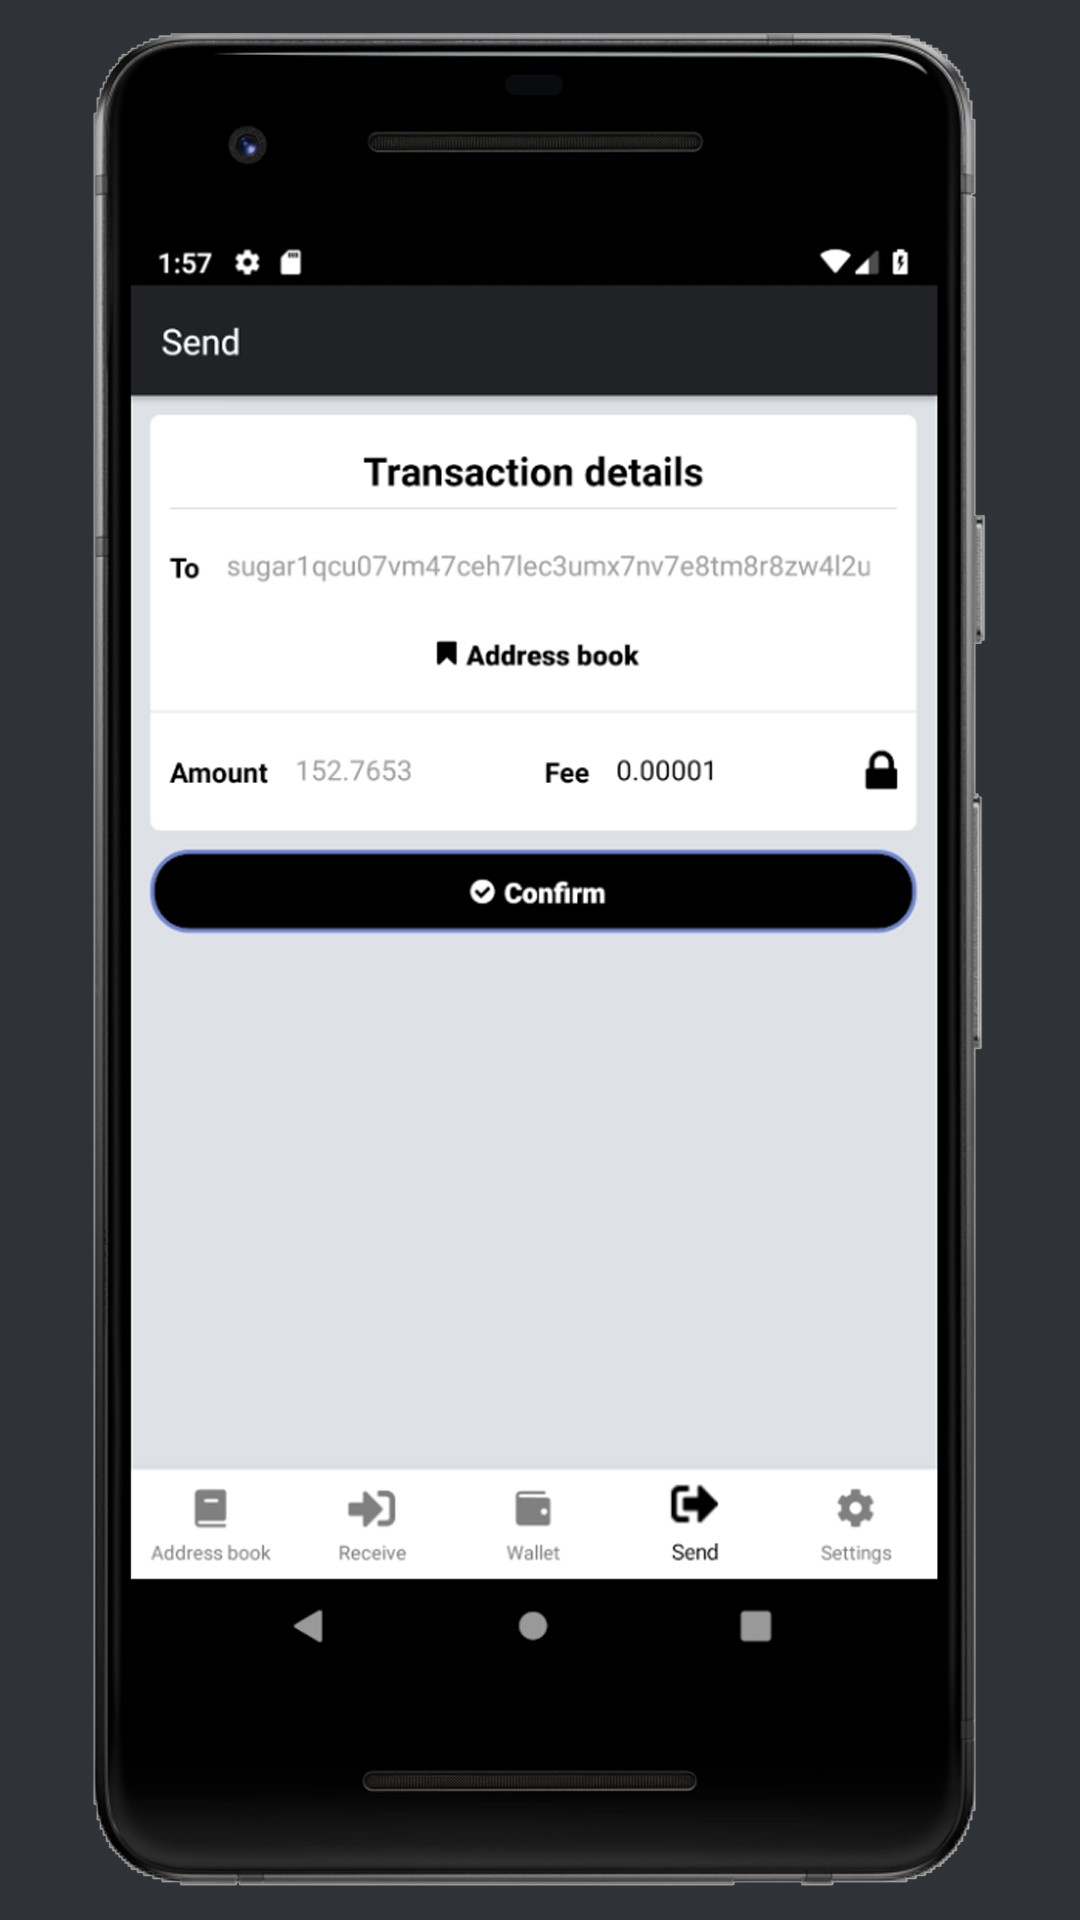 1:57
Send
Transaction details
To sugar1qcu07vm47ceh7lec3umx7nv7e8tm8r8zw4l2u
Address book
Amount 152.7653 Fee 0.00001
Confirm
Address book Receive Wallet Send Settings